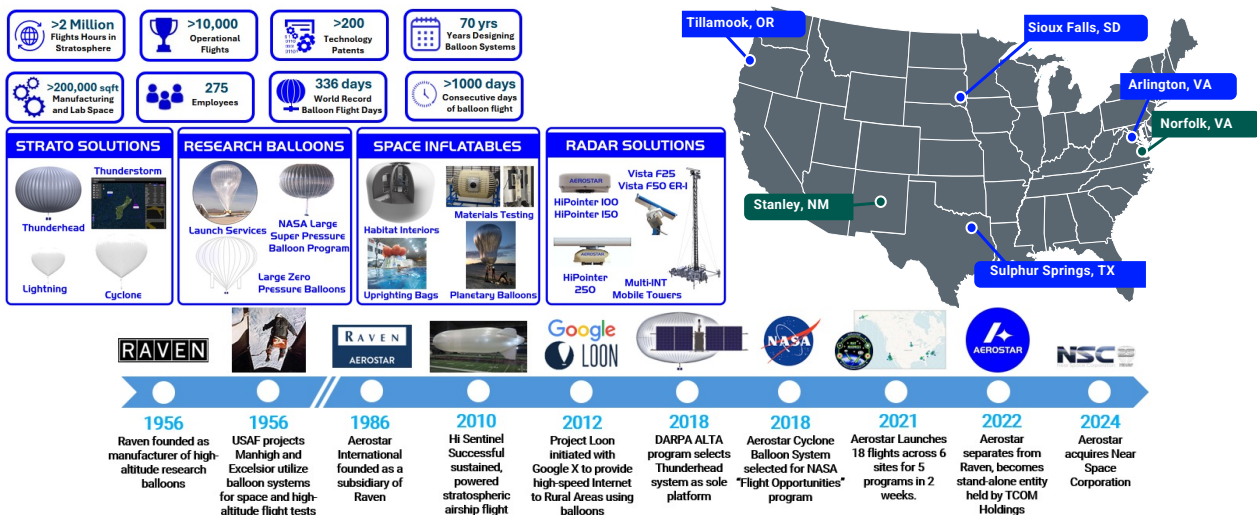 >2 Million
Flights Hours in
Stratosphere
>10,000
Operational
Flights
>200
Technology
Patents
70 yrs
Years Designing
Balloon Systems
>200,000 sqft
Manufacturing
and Lab Space
275
Employees
336 days
World Record
Balloon Flight Days
>1000 days
Consecutive days
of balloon flight
STRATO SOLUTIONS
Thunderstorm
Thunderhead
Lightning
Cyclone
RESEARCH BALLOONS
Launch Services
NASA Large
Super Pressure
Balloon Program
Large Zero
Pressure Balloons
SPACE INFLATABLES
Habitat Interiors
Materials Testing
Uprighting Bags
Planetary Balloons
RADAR SOLUTIONS
AEROSTAR
HiPointer 100
HiPointer 150
Vista F25
Vista F50 ER-1
AEROSTAR
HiPointer
250
Multi-INT
Mobile Towers
Tillamook, OR
Sioux Falls, SD
Arlington, VA
Norfolk, VA
Stanley, NM
Sulphur Springs, TX
RAVEN
RAVEN
AEROSTAR
Google
LOON
NASA
AEROSTAR
NSC
1956
Raven founded as
manufacturer of high-
altitude research
balloons
1956
USAF projects
Manhigh and
Excelsior utilize
balloon systems
for space and high-
altitude flight tests
1986
Aerostar
International
founded as a
subsidiary of
Raven
2010
Hi Sentinel
Successful
sustained,
powered
stratospheric
airship flight
2012
Project Loon
initiated with
Google X to provide
high-speed Internet
to Rural Areas using
balloons
2018
DARPA ALTA
program selects
Thunderhead
system as sole
platform
2018
Aerostar Cyclone
Balloon System
selected for NASA
“Flight Opportunities”
program
2021
Aerostar Launches
18 flights across 6
sites for 5
programs in 2
weeks.
2022
Aerostar
separates from
Raven, becomes
stand-alone entity
held by TCOM
Holdings
2024
Aerostar
acquires Near
Space
Corporation